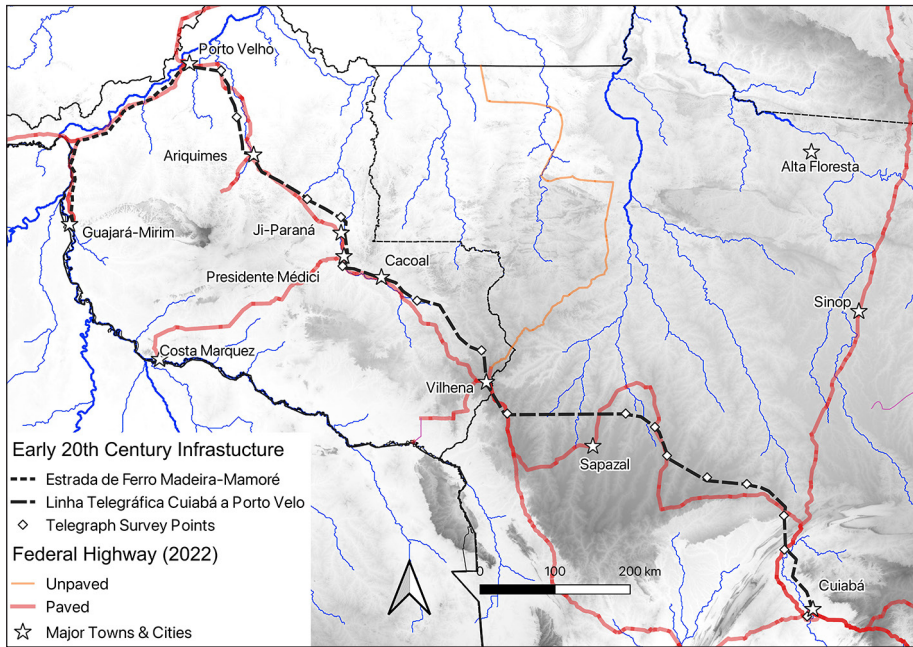 Porto Velho
Ariquimes
Alta Floresta
Guajará-Mirim
Ji-Paraná
Cacoal
Presidente Médici
Sinop
Costa Marquez
Vilhena
Sapazal
Early 20th Century Infrastucture
Estrada de Ferro Madeira-Mamoré
Linha Telegráfica Cuiabá a Porto Velo
Telegraph Survey Points
Federal Highway (2022)
Unpaved
Paved
Major Towns & Cities
0 100 200 km
Cuiabá